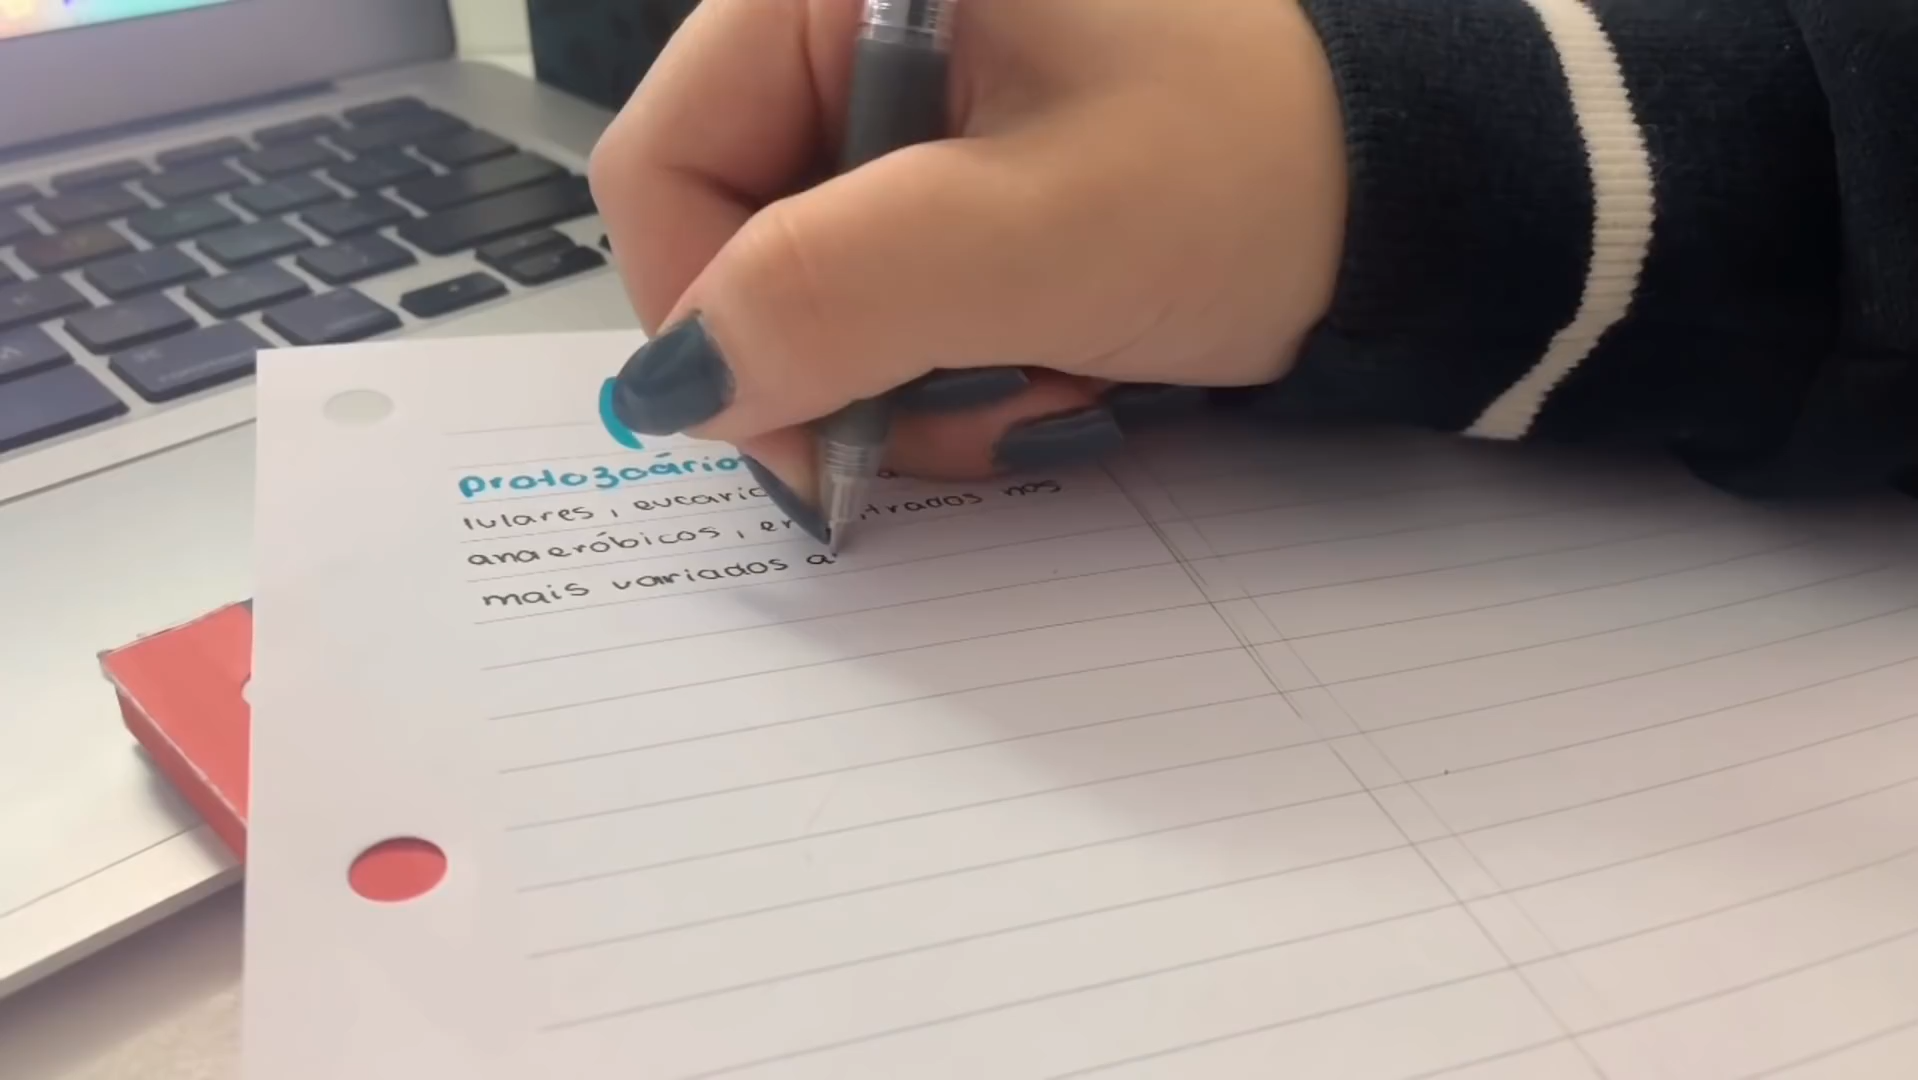 protozoário
lulares, eucario
anaeróbicos, en trados nos
mais variados a